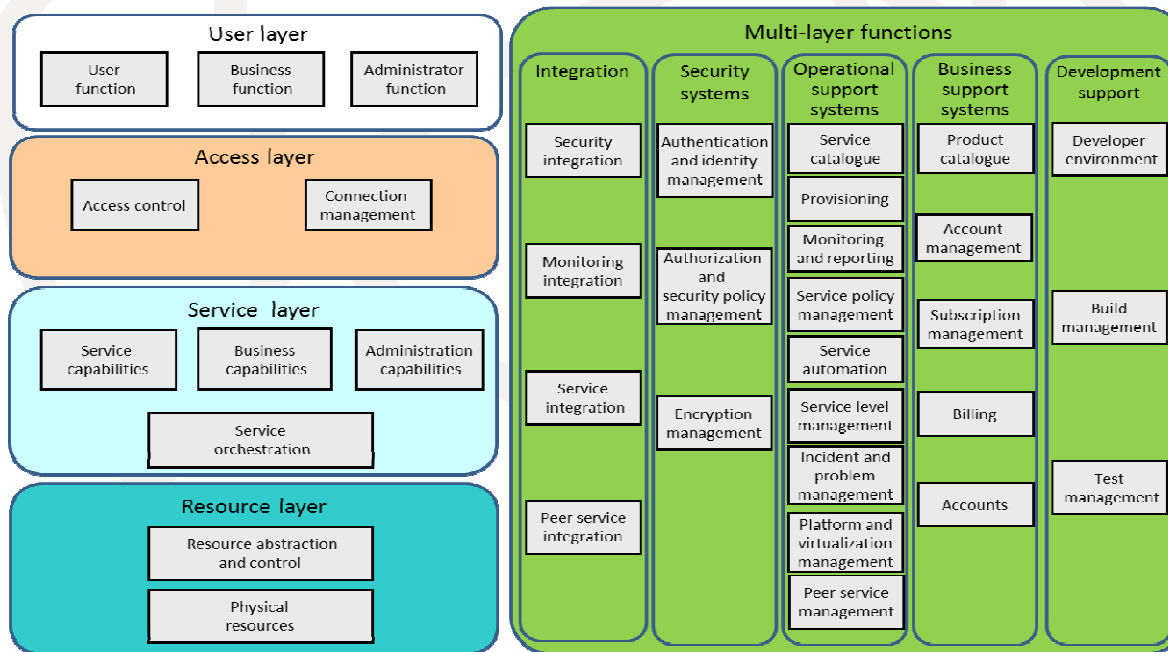 User layer
User
function
Business
function
Administrator
function
Access layer
Access control
Connection
management
Service layer
Service
capabilities
Business
capabilities
Administration
capabilities
Service
orchestration
Resource layer
Resource abstraction
and control
Physical
resources
Multi-layer functions
Integration
Security
integration
Monitoring
integration
Service
integration
Peer service
integration
Security
systems
Authentication
and identity
management
Authorization
and
security policy
management
Encryption
management
Operational
support
systems
Service
catalogue
Provisioning
Monitoring
and reporting
Service policy
management
Service
automation
Service level
management
Incident and
problem
management
Platform and
virtualization
management
Peer service
management
Business
support
systems
Product
catalogue
Account
management
Subscription
management
Billing
Accounts
Development
support
Developer
environment
Build
management
Test
management